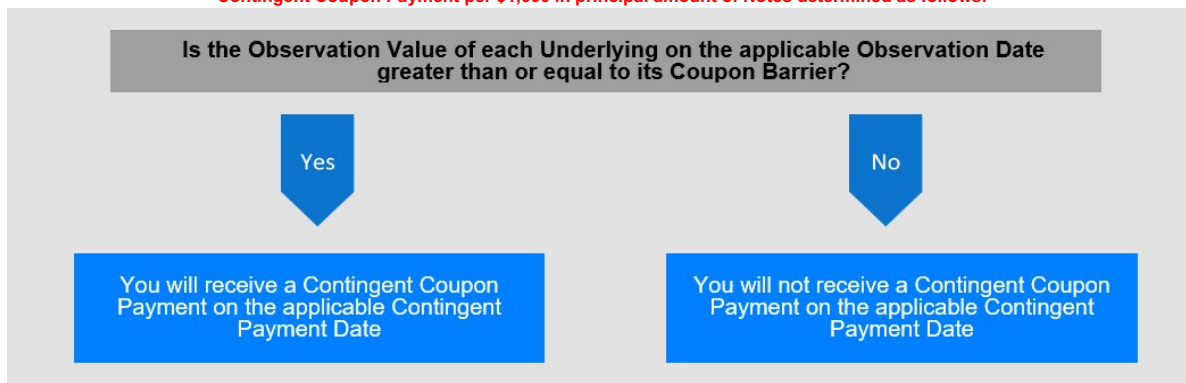 Contingent Coupon Payment per $1,000 in principal amount of Notes determined as follows:
Is the Observation Value of each Underlying on the applicable Observation Date
greater than or equal to its Coupon Barrier?
Yes
No
You will receive a Contingent Coupon
Payment on the applicable Contingent
Payment Date
You will not receive a Contingent Coupon
Payment on the applicable Contingent
Payment Date